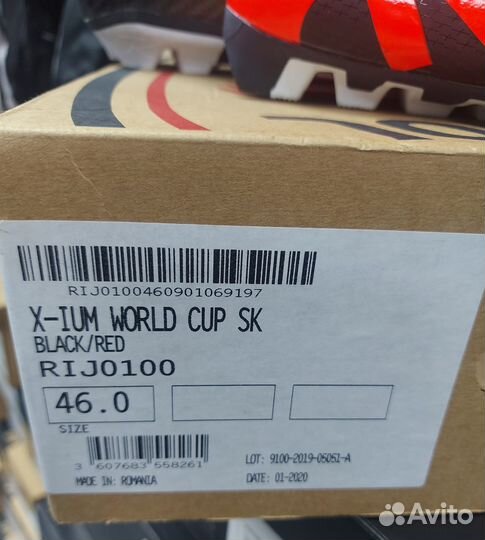 RIJ0100460901069197
X-IUM WORLD CUP SK
BLACK/RED
RIJ0100
46.0
SIZE
3 607683 558261
LOT: 9100-2019-05051-A
MADE IN: ROMANIA
DATE: 01-2020
Avito